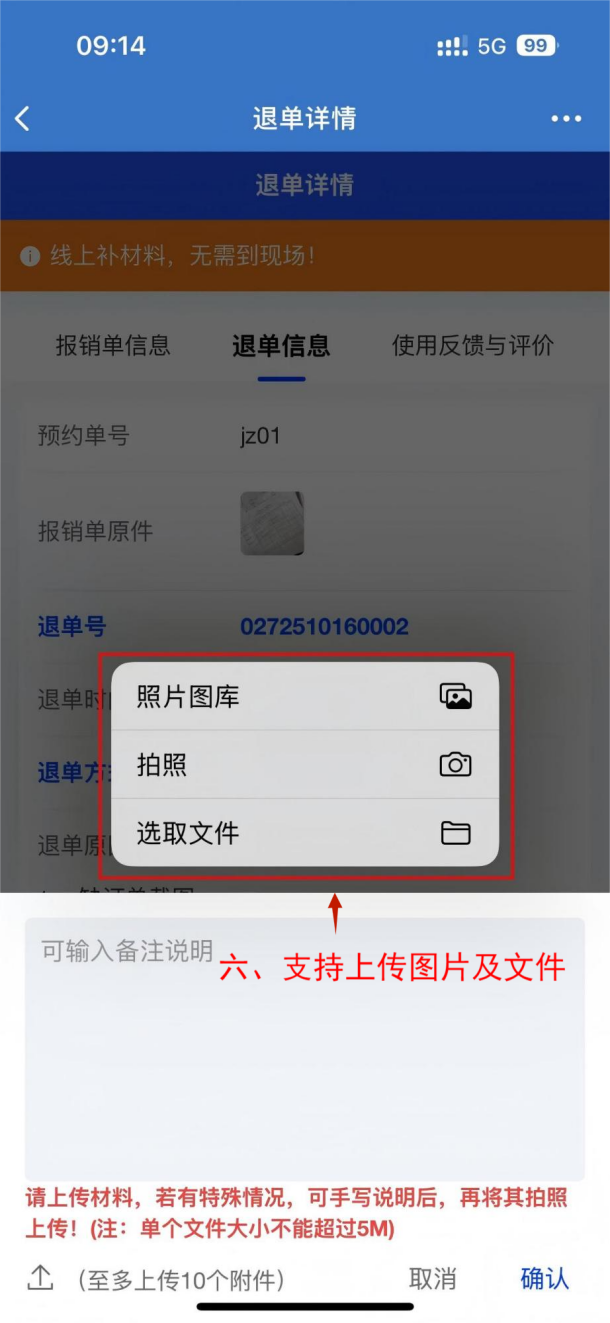 09:14
5G 99
退单详情
退单详情
线上补材料，无需到现场！
报销单信息 退单信息 使用反馈与评价
预约单号 jz01
报销单原件
退单号 0272510160002
照片图库
退单时
拍照
退单方
选取文件
退单原
可输入备注说明
六、支持上传图片及文件
请上传材料，若有特殊情况，可手写说明后，再将其拍照
上传！(注：单个文件大小不能超过5M)
（至多上传10个附件） 取消 确认